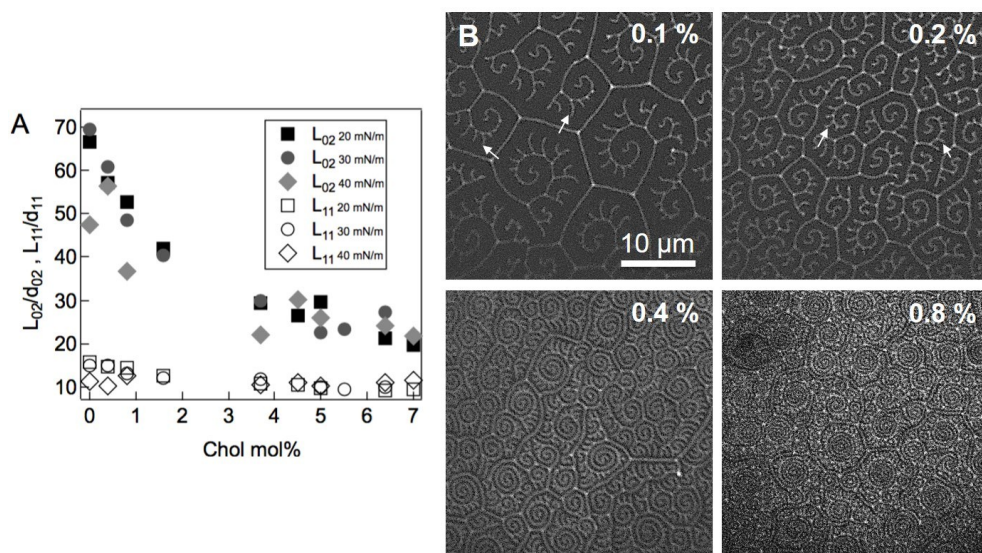 A
L₀₂/d₀₂ , L₁₁/d₁₁
70
60
50
40
30
20
10
0
1
2
3
4
5
6
7
Chol mol%
L₀₂ 20 mN/m
L₀₂ 30 mN/m
L₀₂ 40 mN/m
L₁₁ 20 mN/m
L₁₁ 30 mN/m
L₁₁ 40 mN/m
B
0.1 %
10 µm
0.2 %
0.4 %
0.8 %